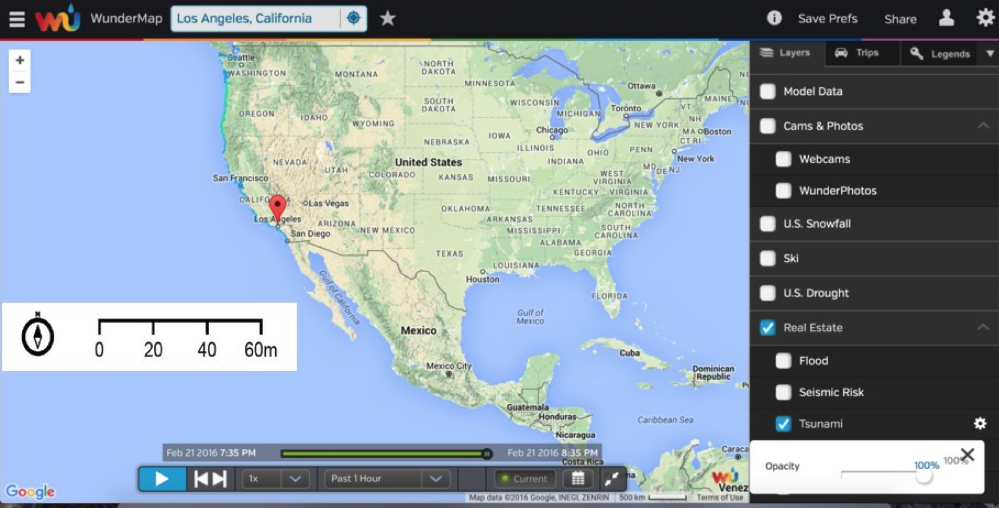 WU WunderMap Los Angeles, California Save Prefs Share
Layers Trips Legends
+
−
Seattle
WASHINGTON
MONTANA
NORTH
DAKOTA
MINNESOTA
Ottawa
OREGON
IDAHO
WYOMING
SOUTH
DAKOTA
WISCONSIN
MICHIGAN
Toronto
VT
MAINE
NH
NEW YORK
MA Boston
CT RI
Chicago
IOWA
NEBRASKA
ILLINOIS
OHIO
PENN
INDIANA
New York
NEVADA
UTAH
United States
COLORADO
KANSAS
MISSOURI
WEST
VIRGINIA
MD
DE NJ
San Francisco
KENTUCKY
VIRGINIA
CALIFO A
Las Vegas
OKLAHOMA
TENNESSEE
NORTH
CAROLINA
Los Angeles
ARIZONA
NEW MEXICO
ARKANSAS
MISSISSIPPI
SOUTH
CAROLINA
San Diego
ALABAMA
TEXAS
GEORGIA
LOUISIANA
Houston
FLORIDA
Gulf of California
Gulf of
Mexico
Mexico
Cuba
Mexico City
Dominican
Republic
Guatemala
Honduras
Caribbean Sea
Nicaragua
Costa Rica
Caraca
Venez
N
0 20 40 60m
Feb 21 2016 7:35 PM Feb 21 2016 8:35 PM
1x Past 1 Hour Current
Google
Map data ©2016 Google, INEGI, ZENRIN 500 km Terms of Use
WU
Model Data
Cams & Photos
Webcams
WunderPhotos
U.S. Snowfall
Ski
U.S. Drought
Real Estate
Flood
Seismic Risk
Tsunami
Opacity 100% 100%